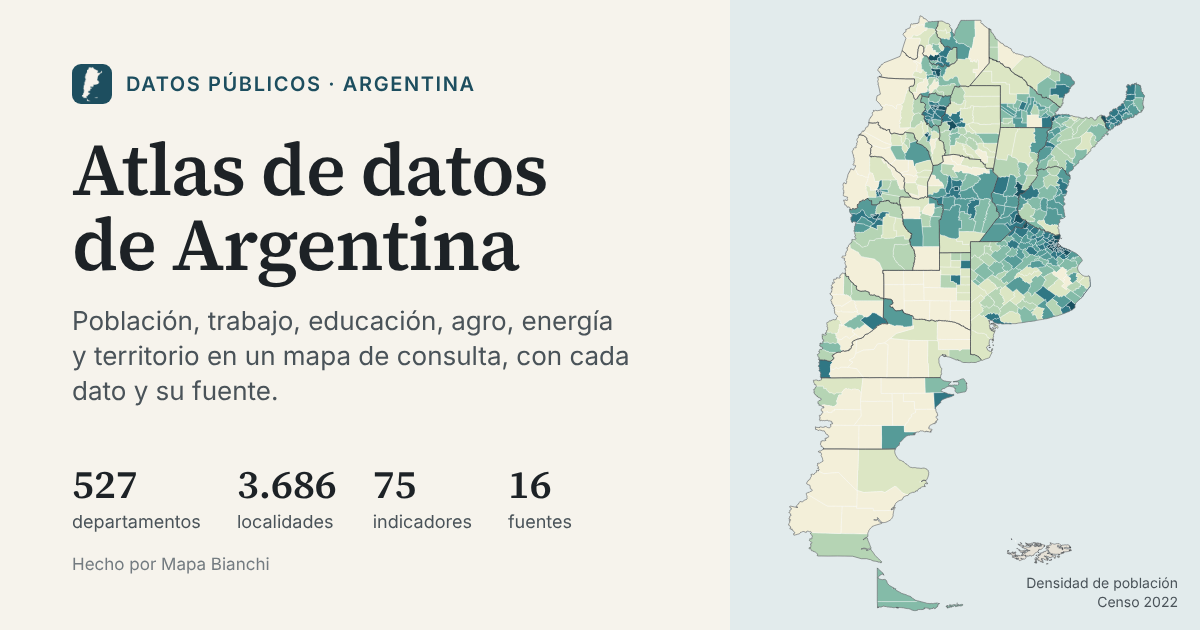 DATOS PÚBLICOS · ARGENTINA
Atlas de datos
de Argentina
Población, trabajo, educación, agro, energía
y territorio en un mapa de consulta, con cada
dato y su fuente.
527 3.686 75 16
departamentos localidades indicadores fuentes
Hecho por Mapa Bianchi
Densidad de población
Censo 2022